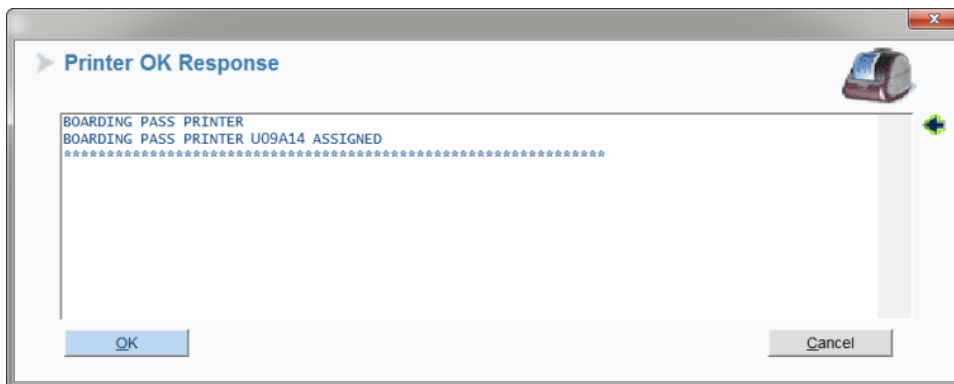 Printer OK Response
BOARDING PASS PRINTER
BOARDING PASS PRINTER U09A14 ASSIGNED
***************************************************************
OK
Cancel